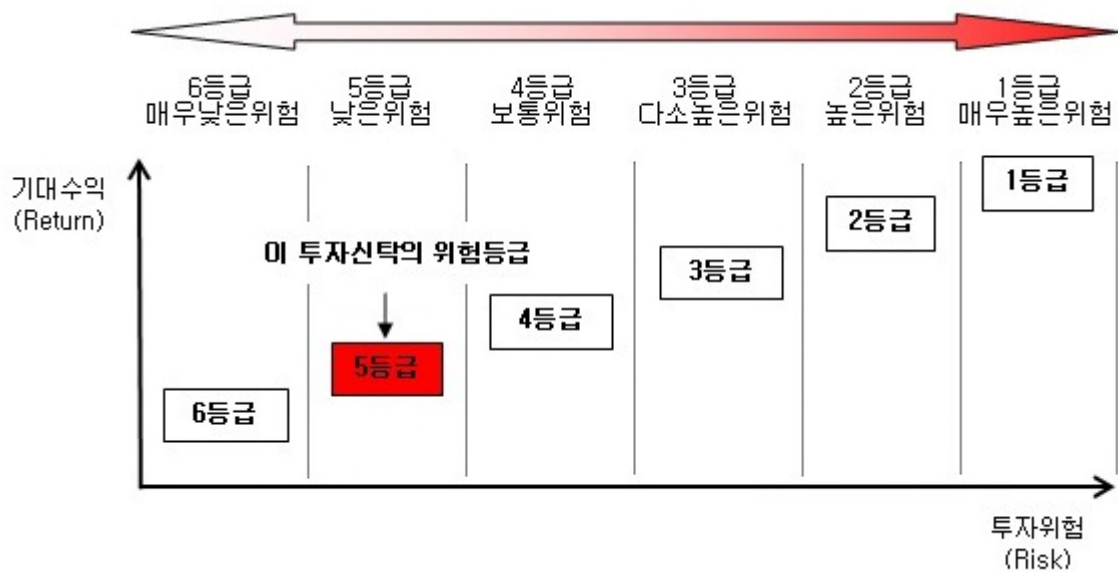 6등급
매우낮은위험
5등급
낮은위험
4등급
보통위험
3등급
다소높은위험
2등급
높은위험
1등급
매우높은위험
기대수익
(Return)
1등급
2등급
이 투자신탁의 위험등급
3등급
4등급
5등급
6등급
투자위험
(Risk)